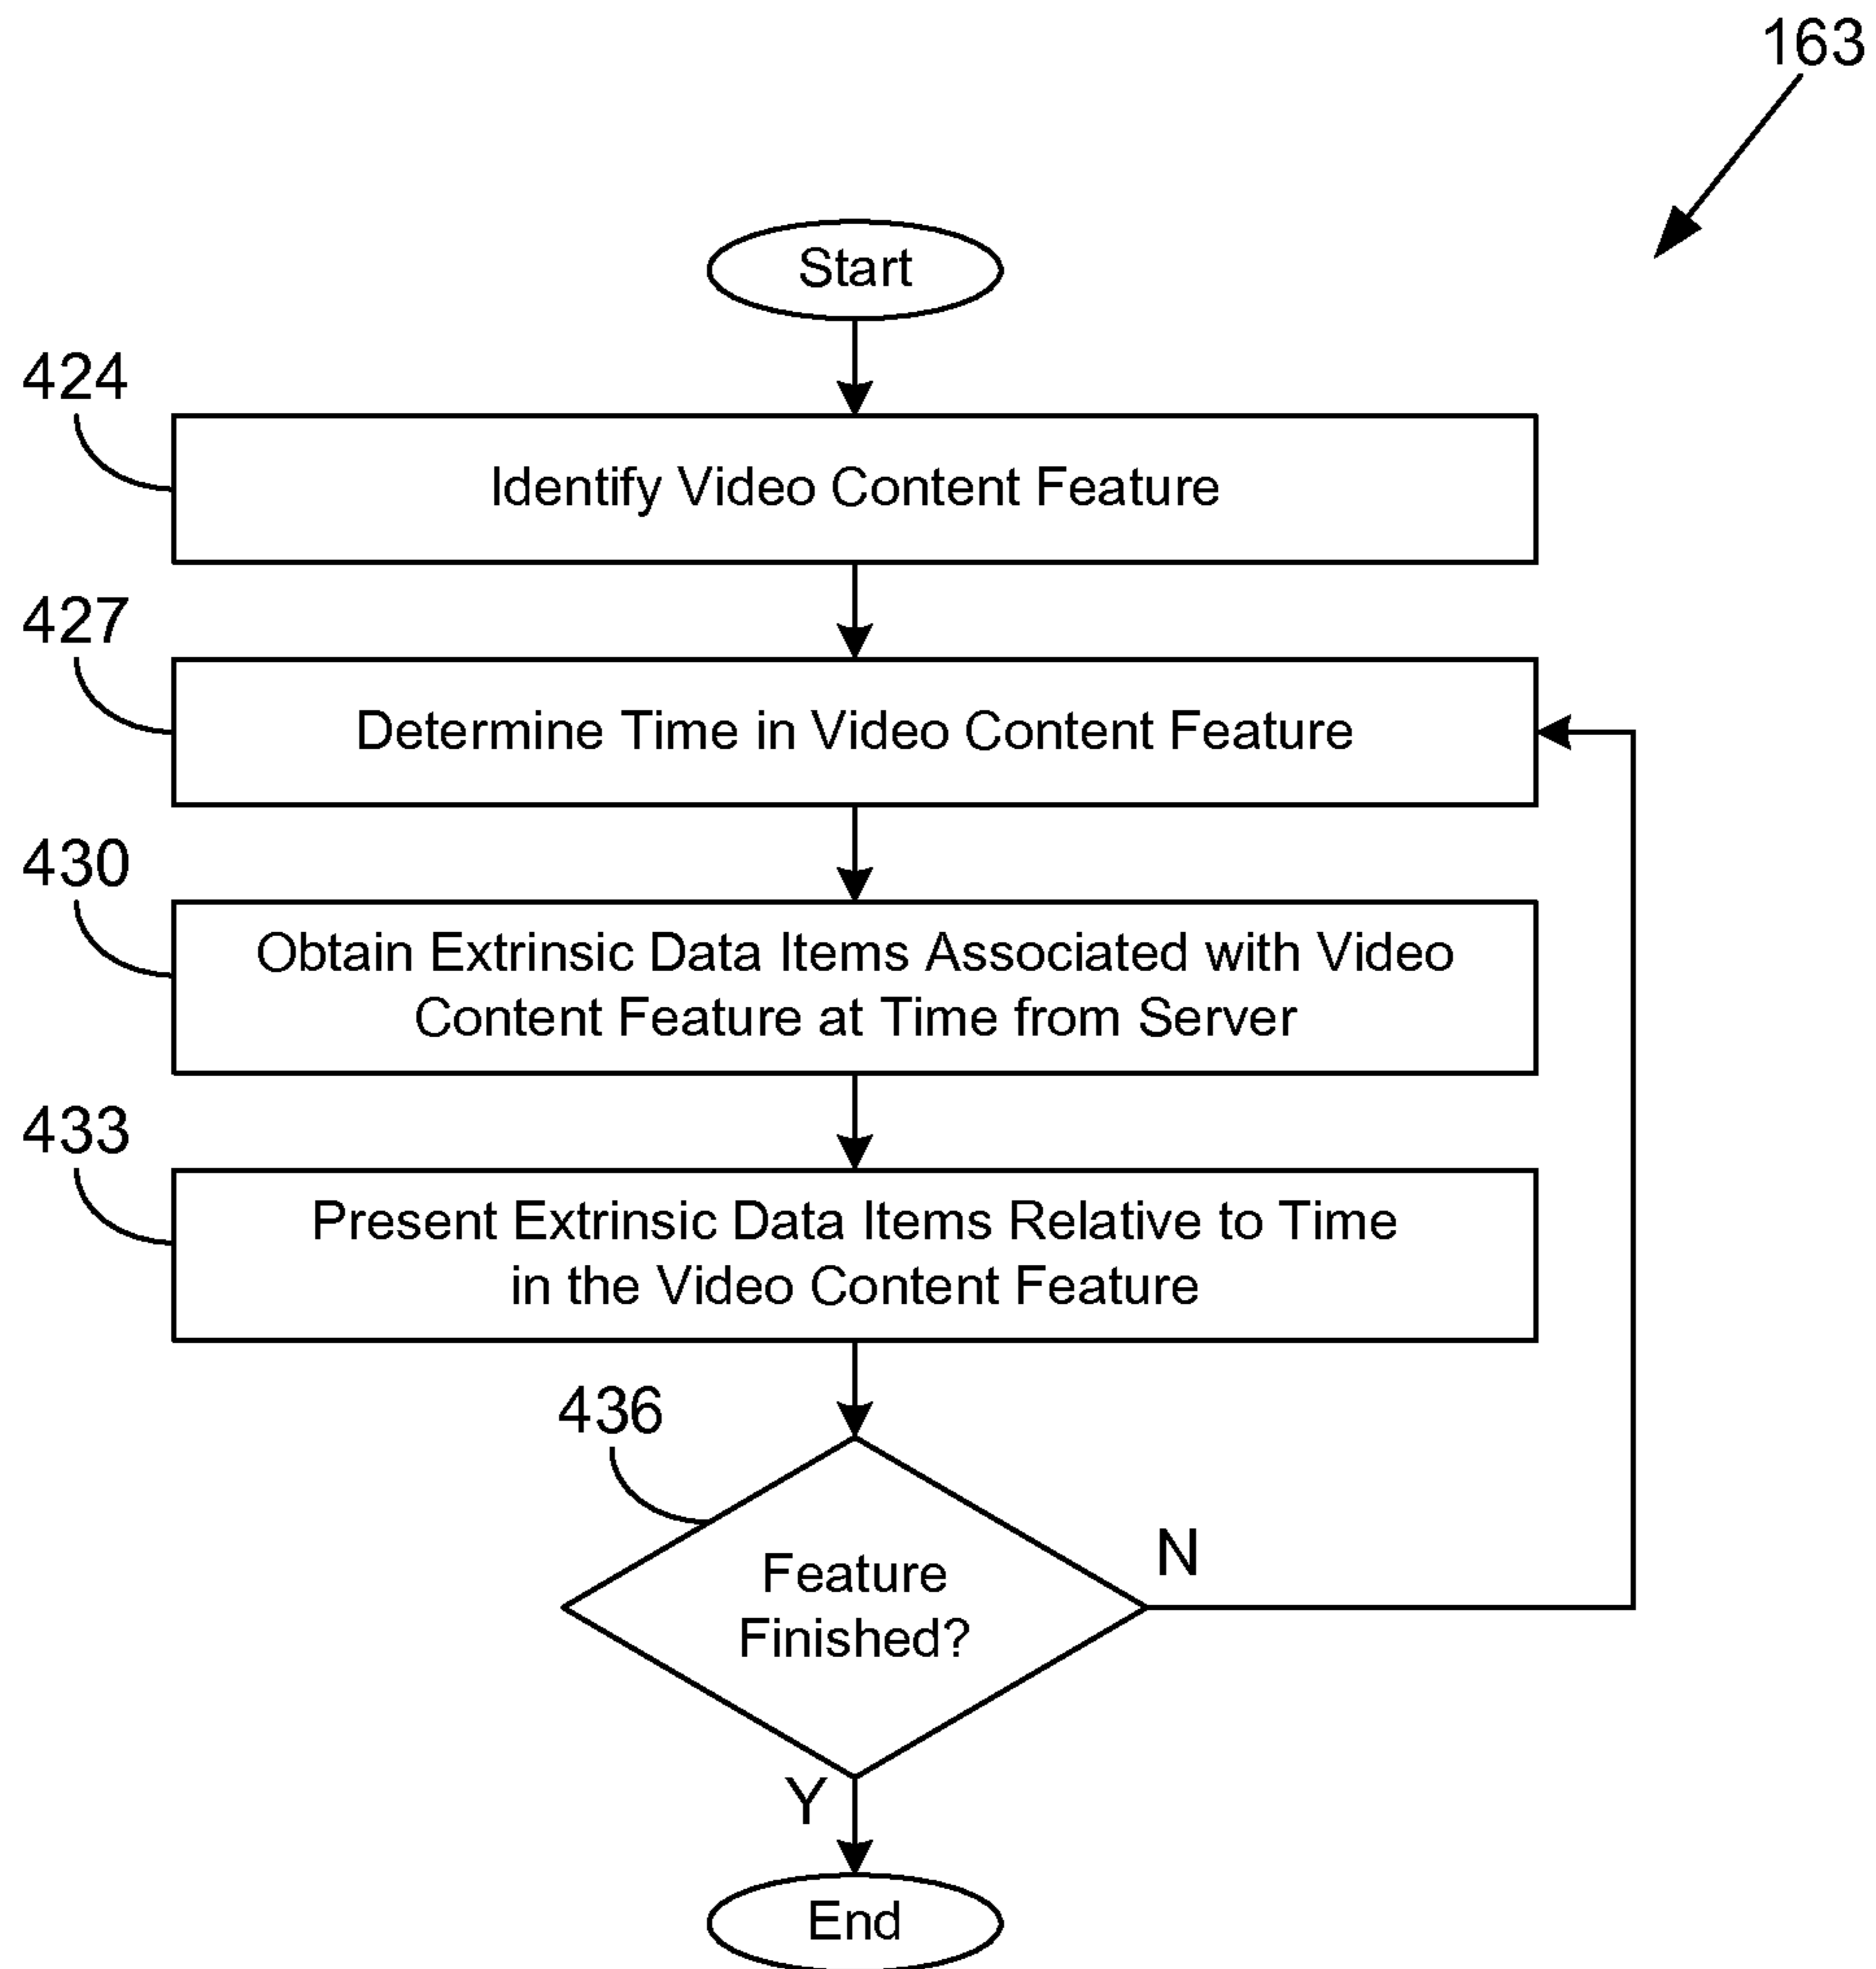 163
Start
424
Identify Video Content Feature
427
Determine Time in Video Content Feature
430
Obtain Extrinsic Data Items Associated with Video
Content Feature at Time from Server
433
Present Extrinsic Data Items Relative to Time
in the Video Content Feature
436
Feature
Finished?
N
Y
End